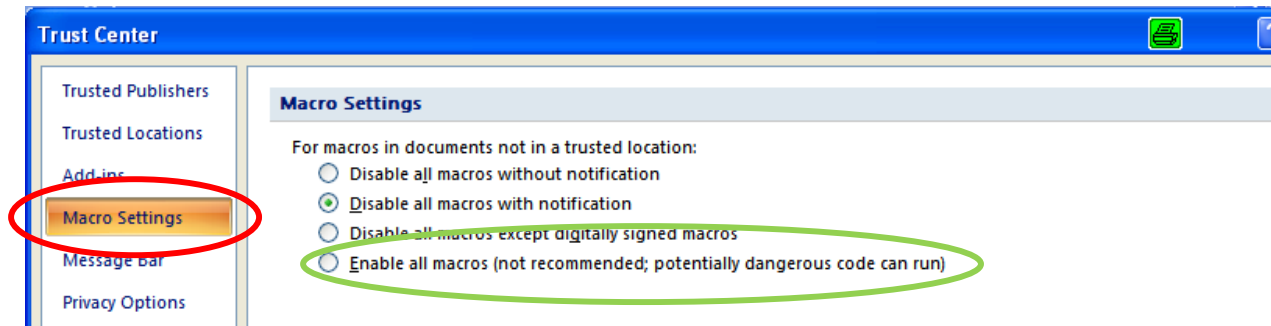 Trust Center
Trusted Publishers
Trusted Locations
Add-ins
Macro Settings
Message Bar
Privacy Options
Macro Settings
For macros in documents not in a trusted location:
Disable all macros without notification
Disable all macros with notification
Disable all macros except digitally signed macros
Enable all macros (not recommended; potentially dangerous code can run)